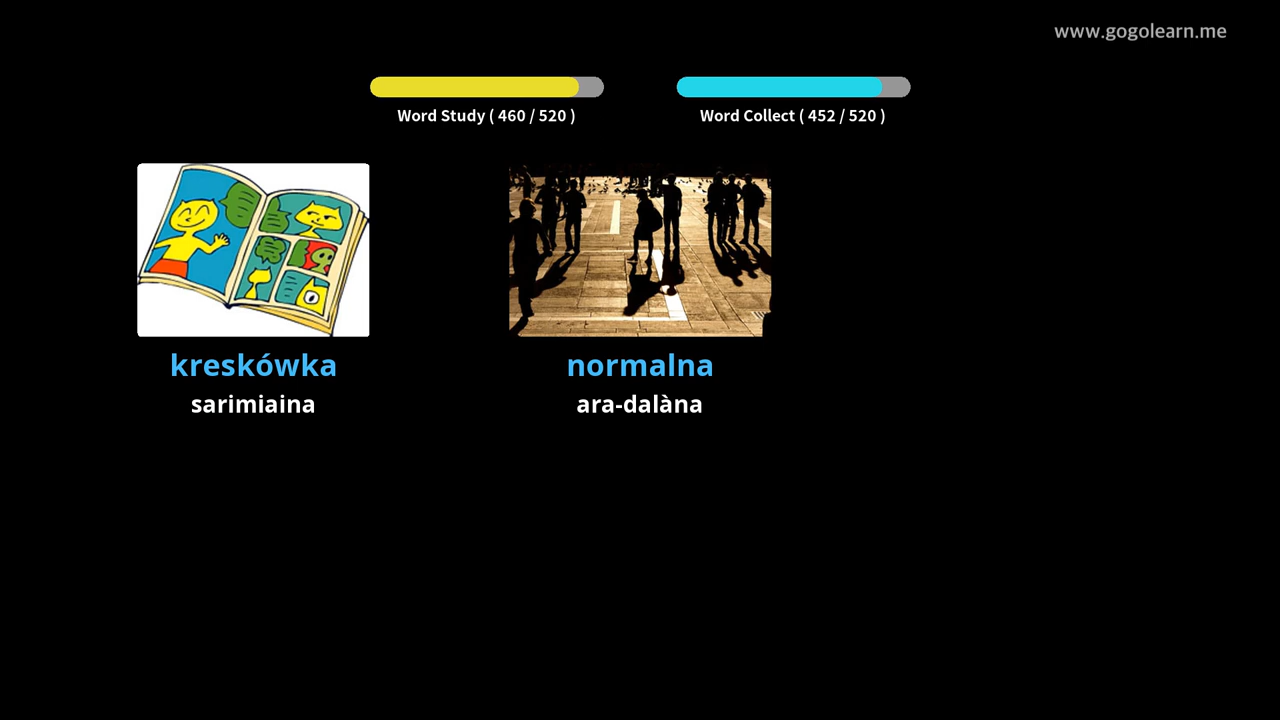 www.gogolearn.me
Word Study ( 460 / 520 )
Word Collect ( 452 / 520 )
kreskówka
normalna
sarimiaina
ara-dalàna